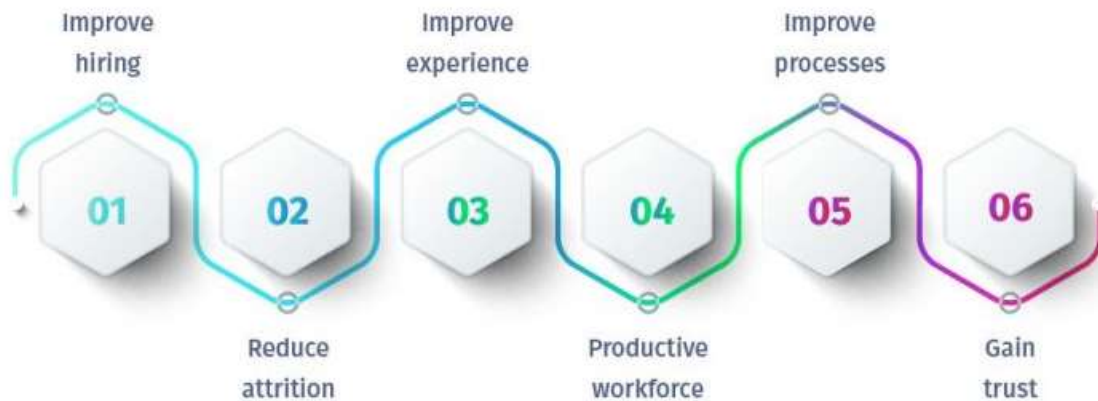 Improve
hiring
Improve
experience
Improve
processes
01
02
03
04
05
06
Reduce
attrition
Productive
workforce
Gain
trust